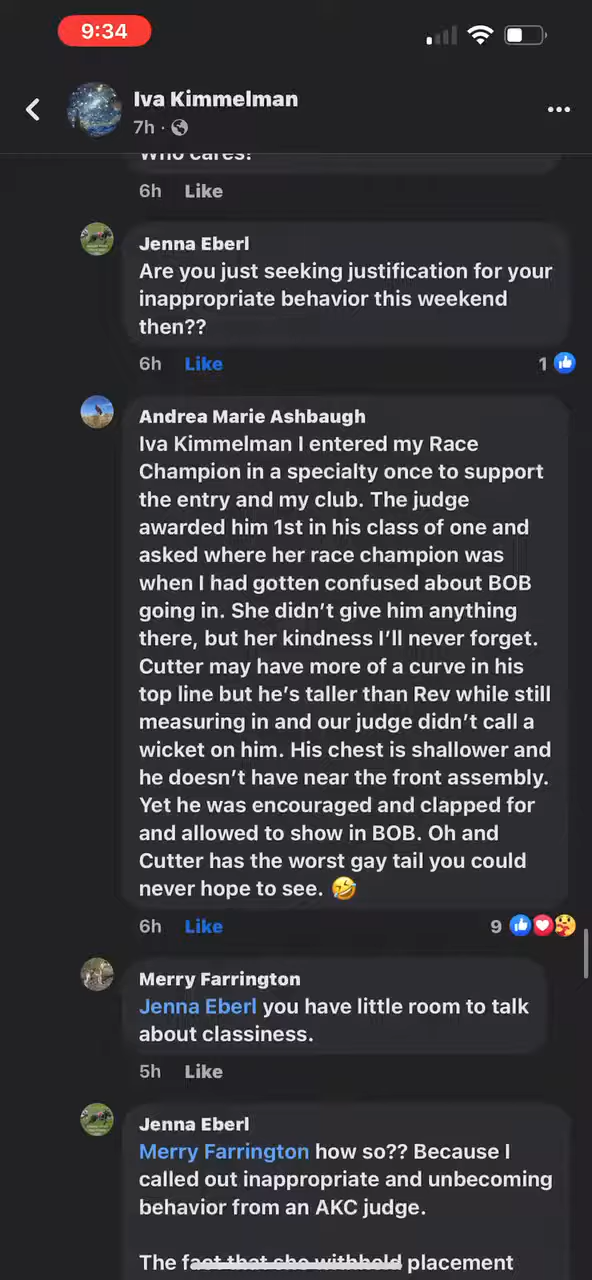 9:34
Iva Kimmelman
7h
Who cares!
6h Like
Jenna Eberl
Are you just seeking justification for your
inappropriate behavior this weekend
then??
6h Like 1
Andrea Marie Ashbaugh
Iva Kimmelman I entered my Race
Champion in a specialty once to support
the entry and my club. The judge
awarded him 1st in his class of one and
asked where her race champion was
when I had gotten confused about BOB
going in. She didn't give him anything
there, but her kindness I'll never forget.
Cutter may have more of a curve in his
top line but he's taller than Rev while still
measuring in and our judge didn't call a
wicket on him. His chest is shallower and
he doesn't have near the front assembly.
Yet he was encouraged and clapped for
and allowed to show in BOB. Oh and
Cutter has the worst gay tail you could
never hope to see. 🤣
6h Like 9
Merry Farrington
Jenna Eberl you have little room to talk
about classiness.
5h Like
Jenna Eberl
Merry Farrington how so?? Because I
called out inappropriate and unbecoming
behavior from an AKC judge.
The fact that she withheld placement